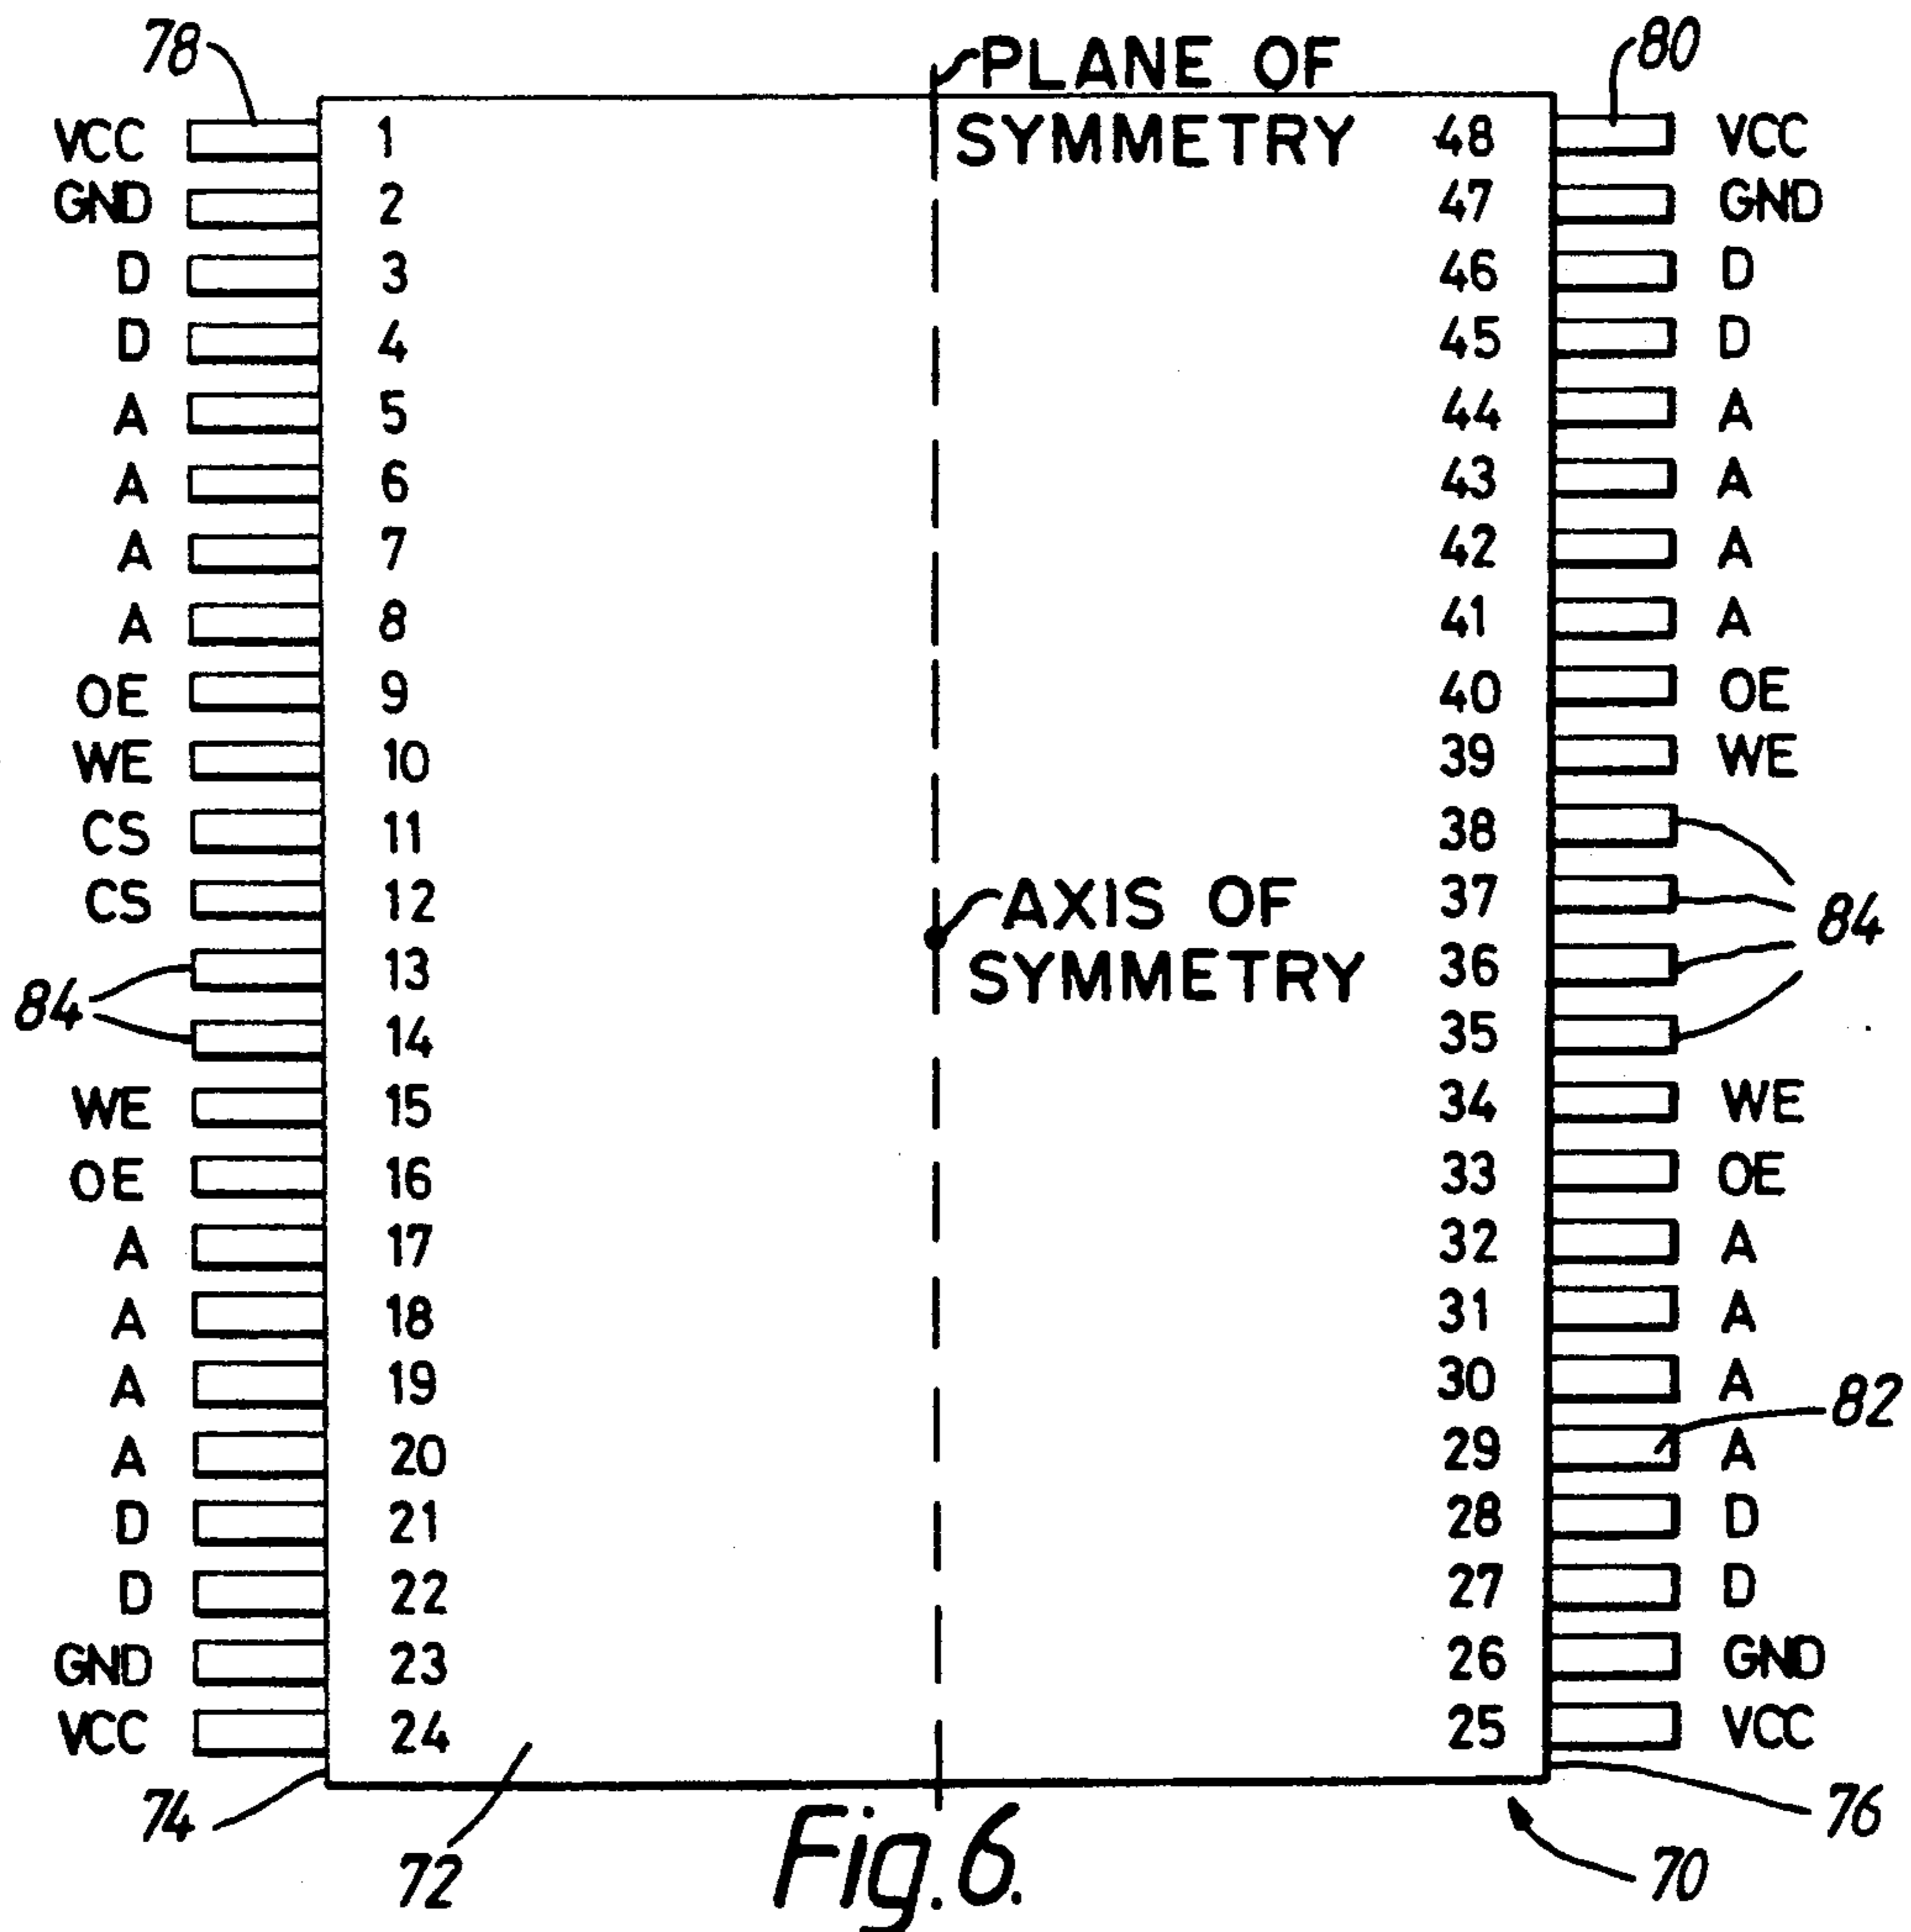 78
PLANE OF
SYMMETRY
80
VCC 1 48 VCC
GND 2 47 GND
D 3 46 D
D 4 45 D
A 5 44 A
A 6 43 A
A 7 42 A
A 8 41 A
OE 9 40 OE
WE 10 39 WE
CS 11 38
CS 12 37
AXIS OF
SYMMETRY
84
13 36
84
14 35
WE 15 34 WE
OE 16 33 OE
A 17 32 A
A 18 31 A
A 19 30 A
82
A 20 29 A
D 21 28 D
D 22 27 D
GND 23 26 GND
VCC 24 25 VCC
74
72
76
70
Fig.6.